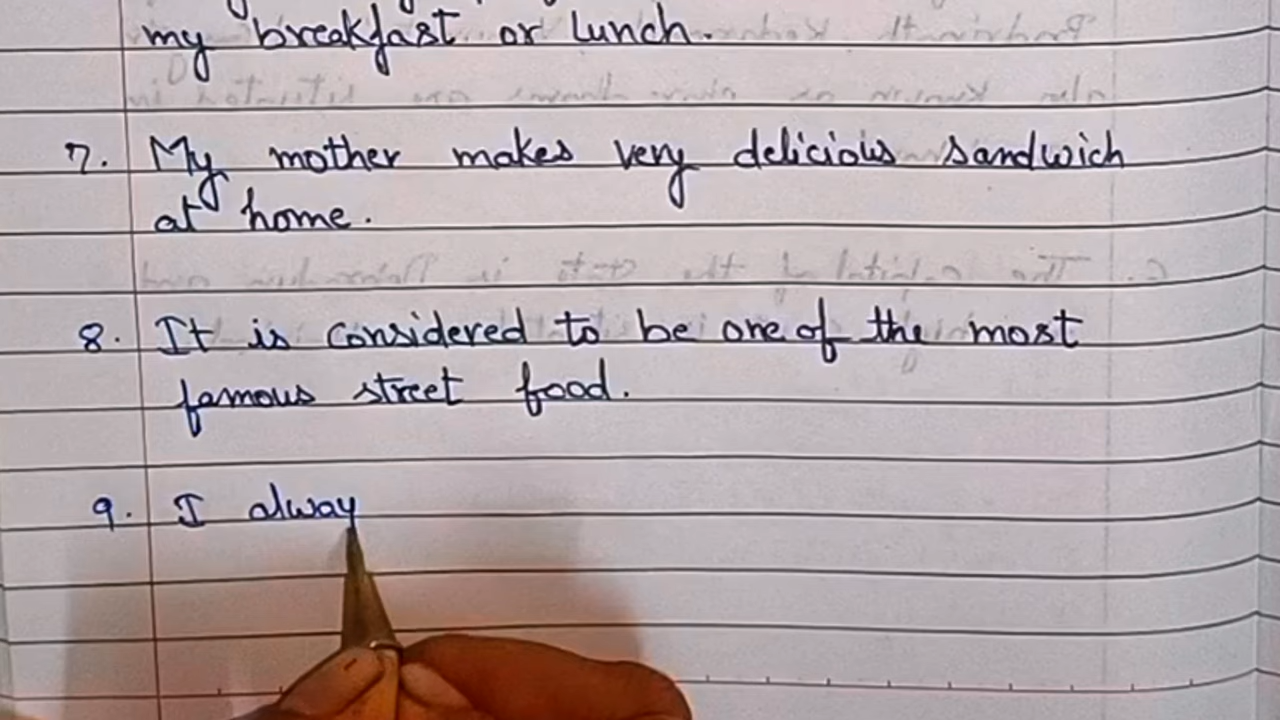 my breakfast or lunch.
7. My mother makes very delicious sandwich
at home.
8. It is considered to be one of the most
famous street food.
9. I alway